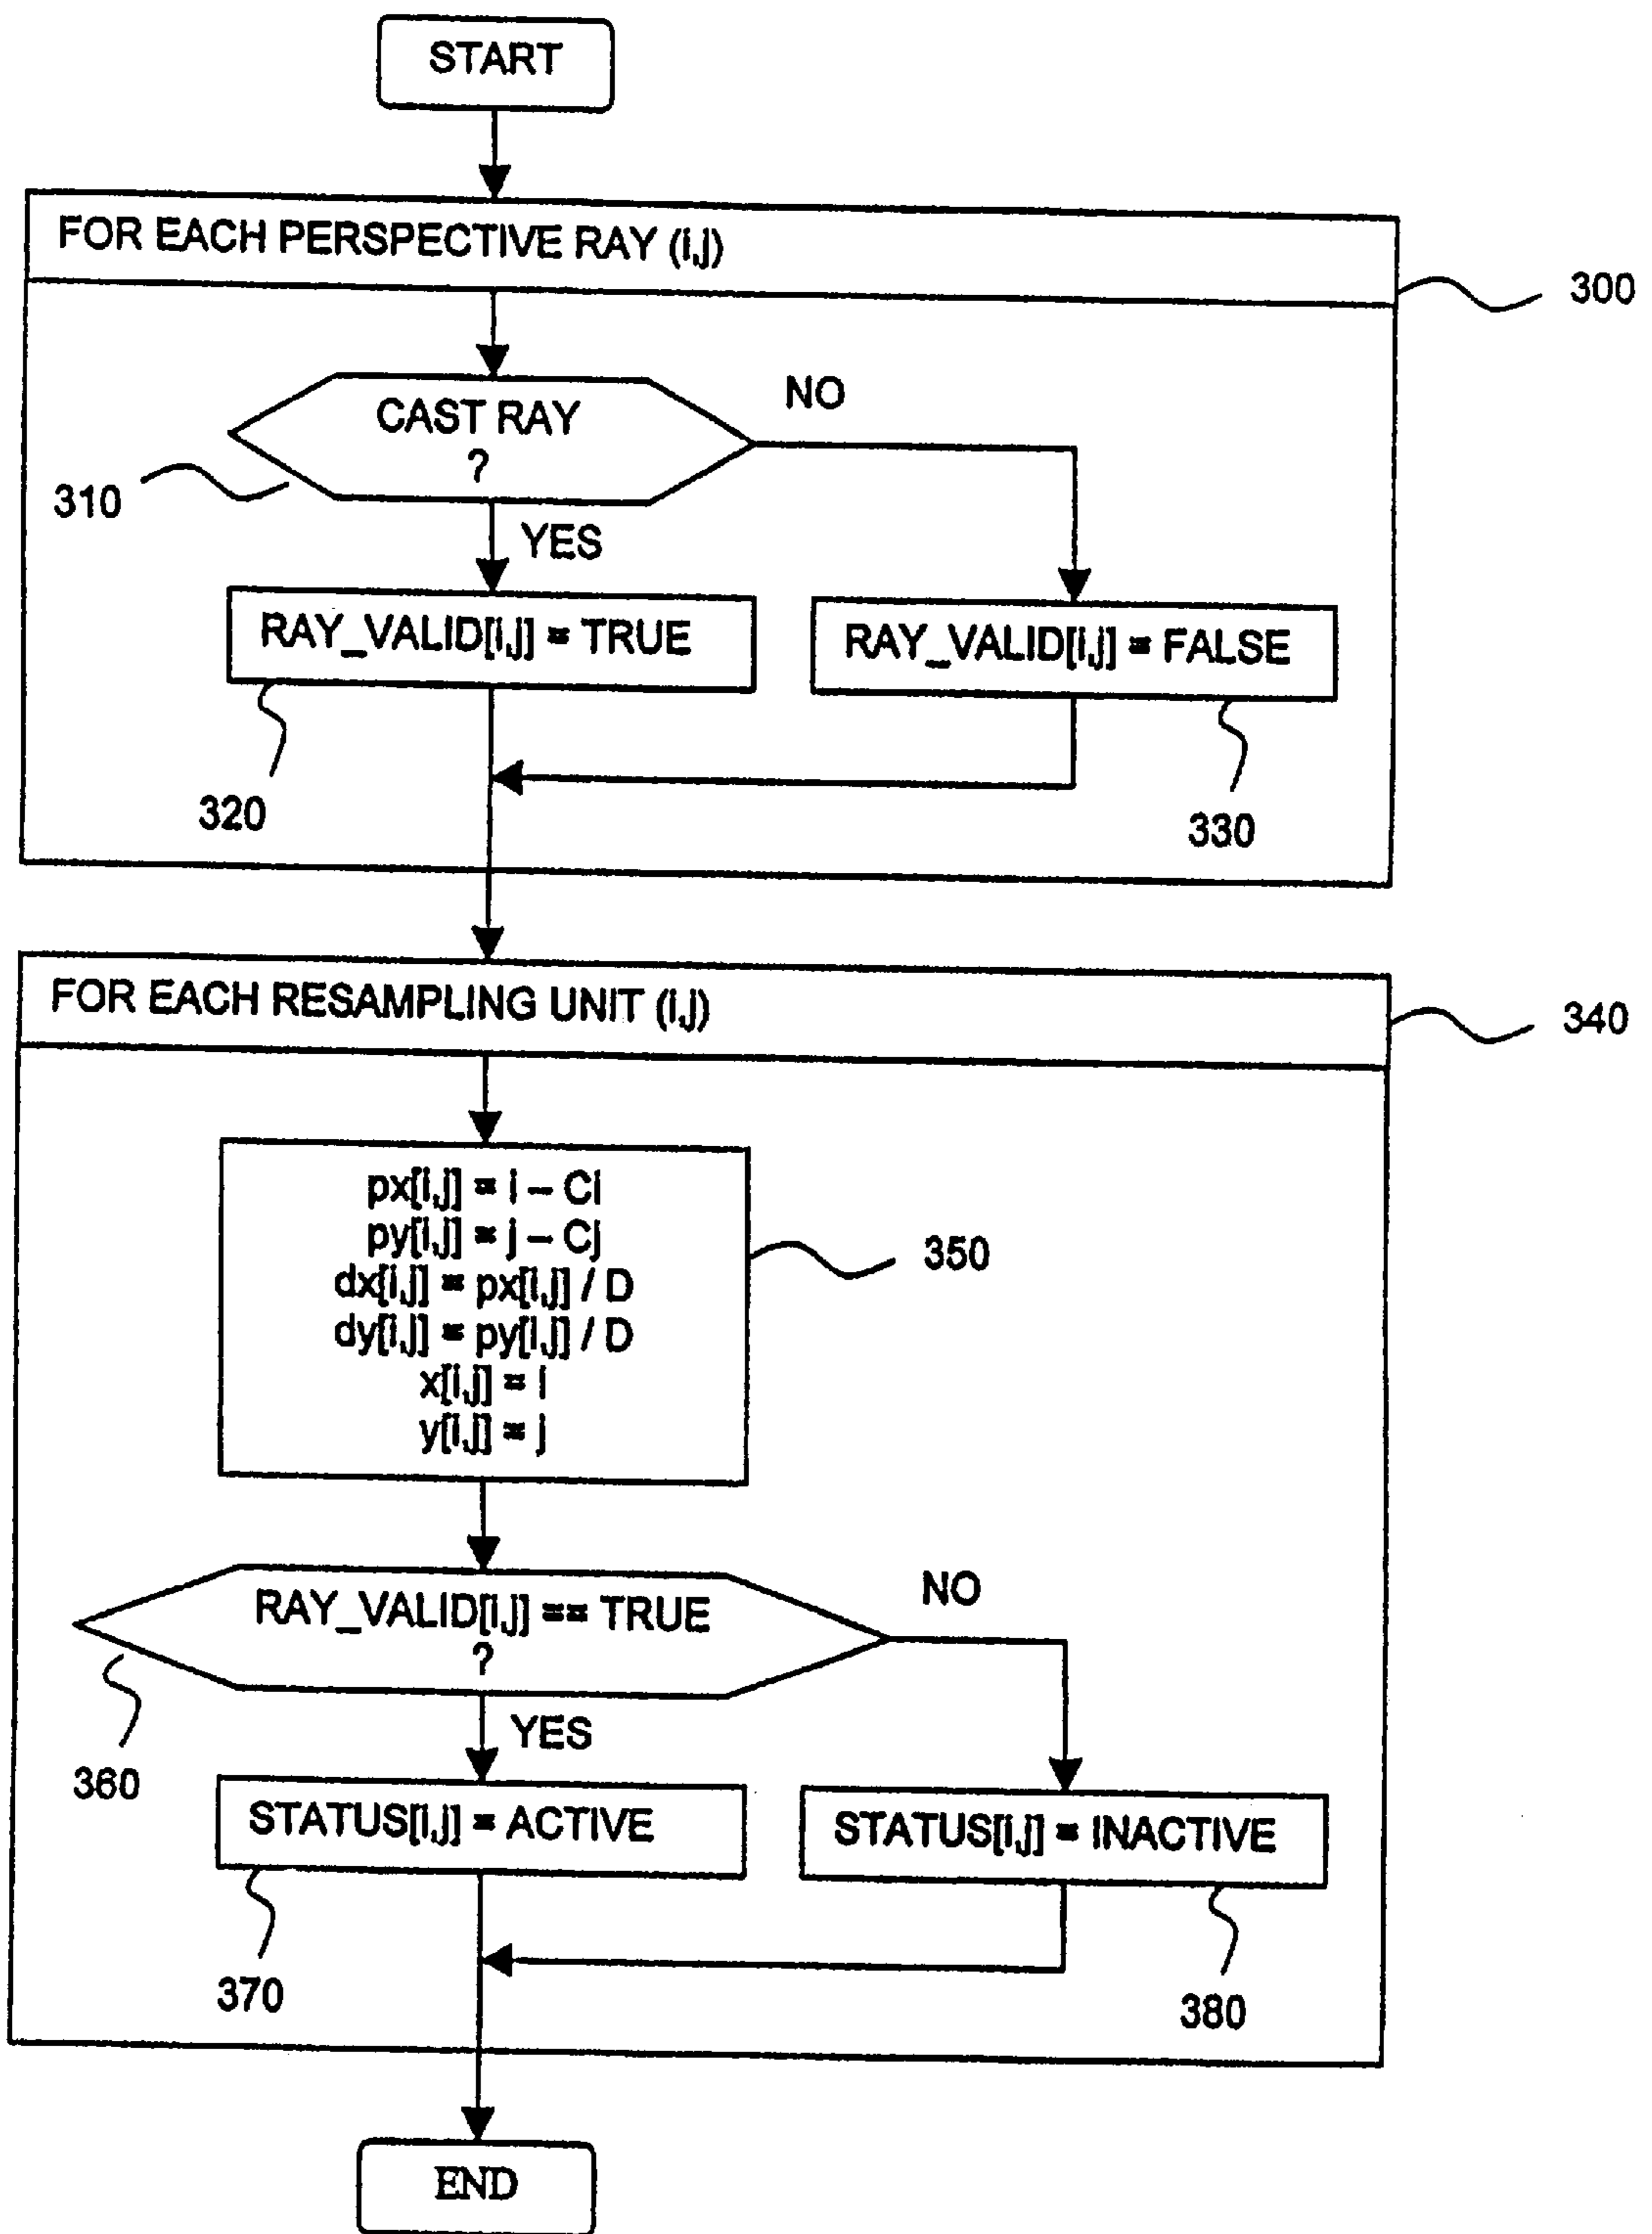 START
FOR EACH PERSPECTIVE RAY (i,j)
300
CAST RAY
?
NO
310
YES
RAY_VALID[i,j] = TRUE
RAY_VALID[i,j] = FALSE
320
330
FOR EACH RESAMPLING UNIT (i,j)
340
px[i,j] = i – Ci
py[i,j] = j – Cj
dx[i,j] = px[i,j] / D
dy[i,j] = py[i,j] / D
x[i,j] = i
y[i,j] = j
350
RAY_VALID[i,j] == TRUE
?
NO
360
YES
STATUS[i,j] = ACTIVE
STATUS[i,j] = INACTIVE
370
380
END